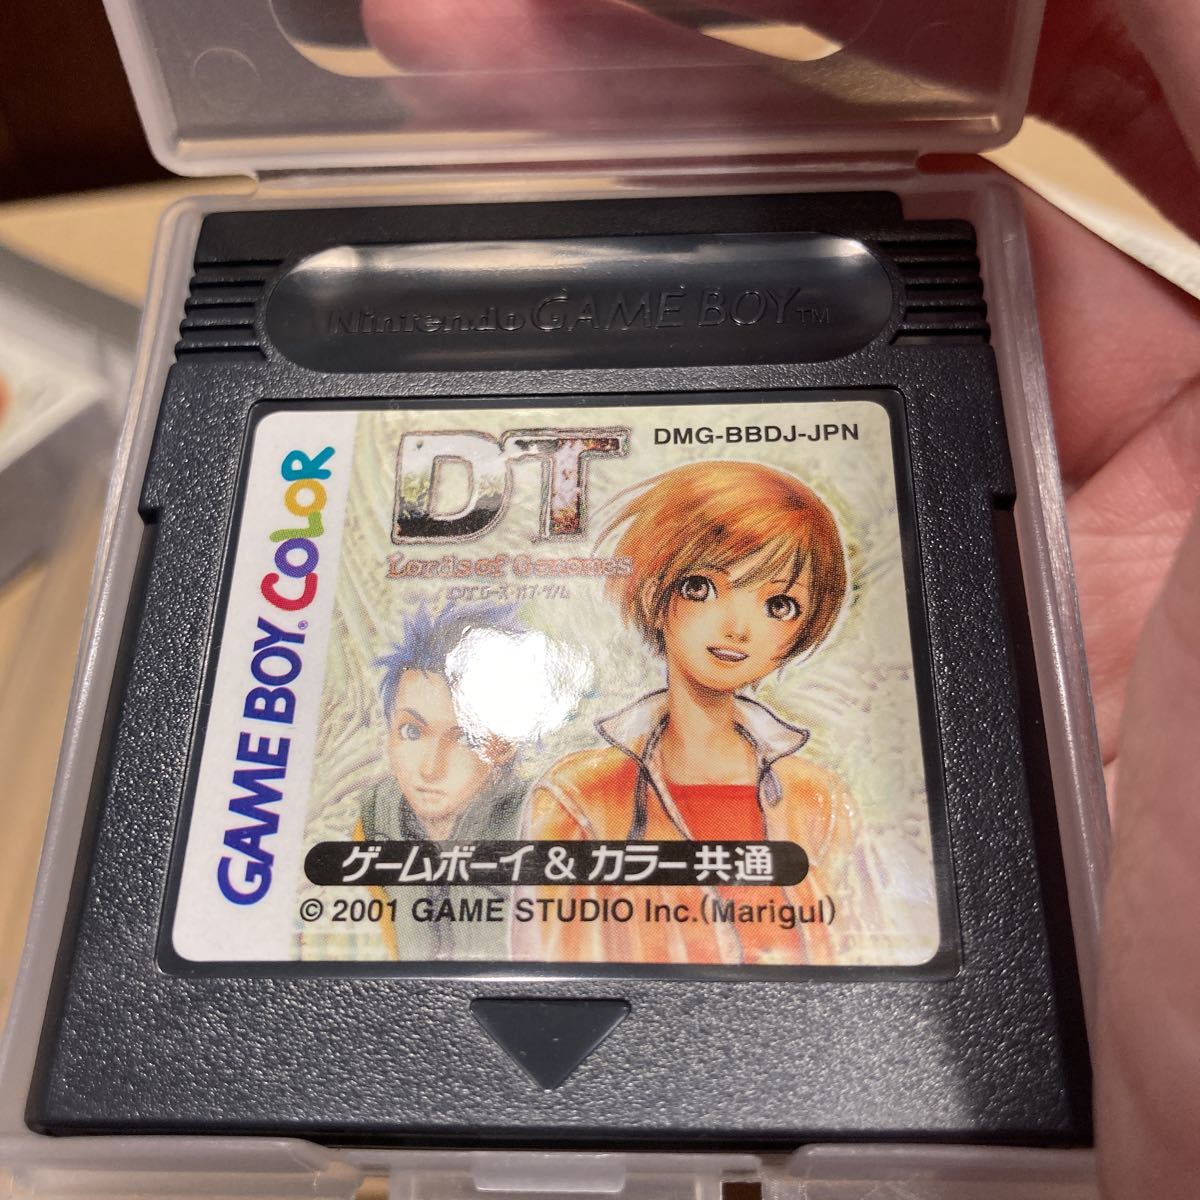 Nintendo GAME BOY™
GAME BOY® COLOR
DMG-BBDJ-JPN
DT
Lords of Genomes
ゲームボーイ & カラー共通
© 2001 GAME STUDIO Inc.(Marigul)